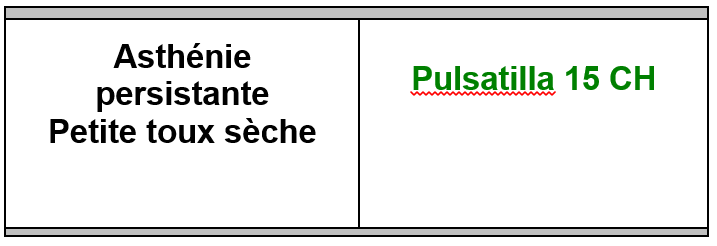 Asthénie
persistante
Petite toux sèche
Pulsatilla 15 CH